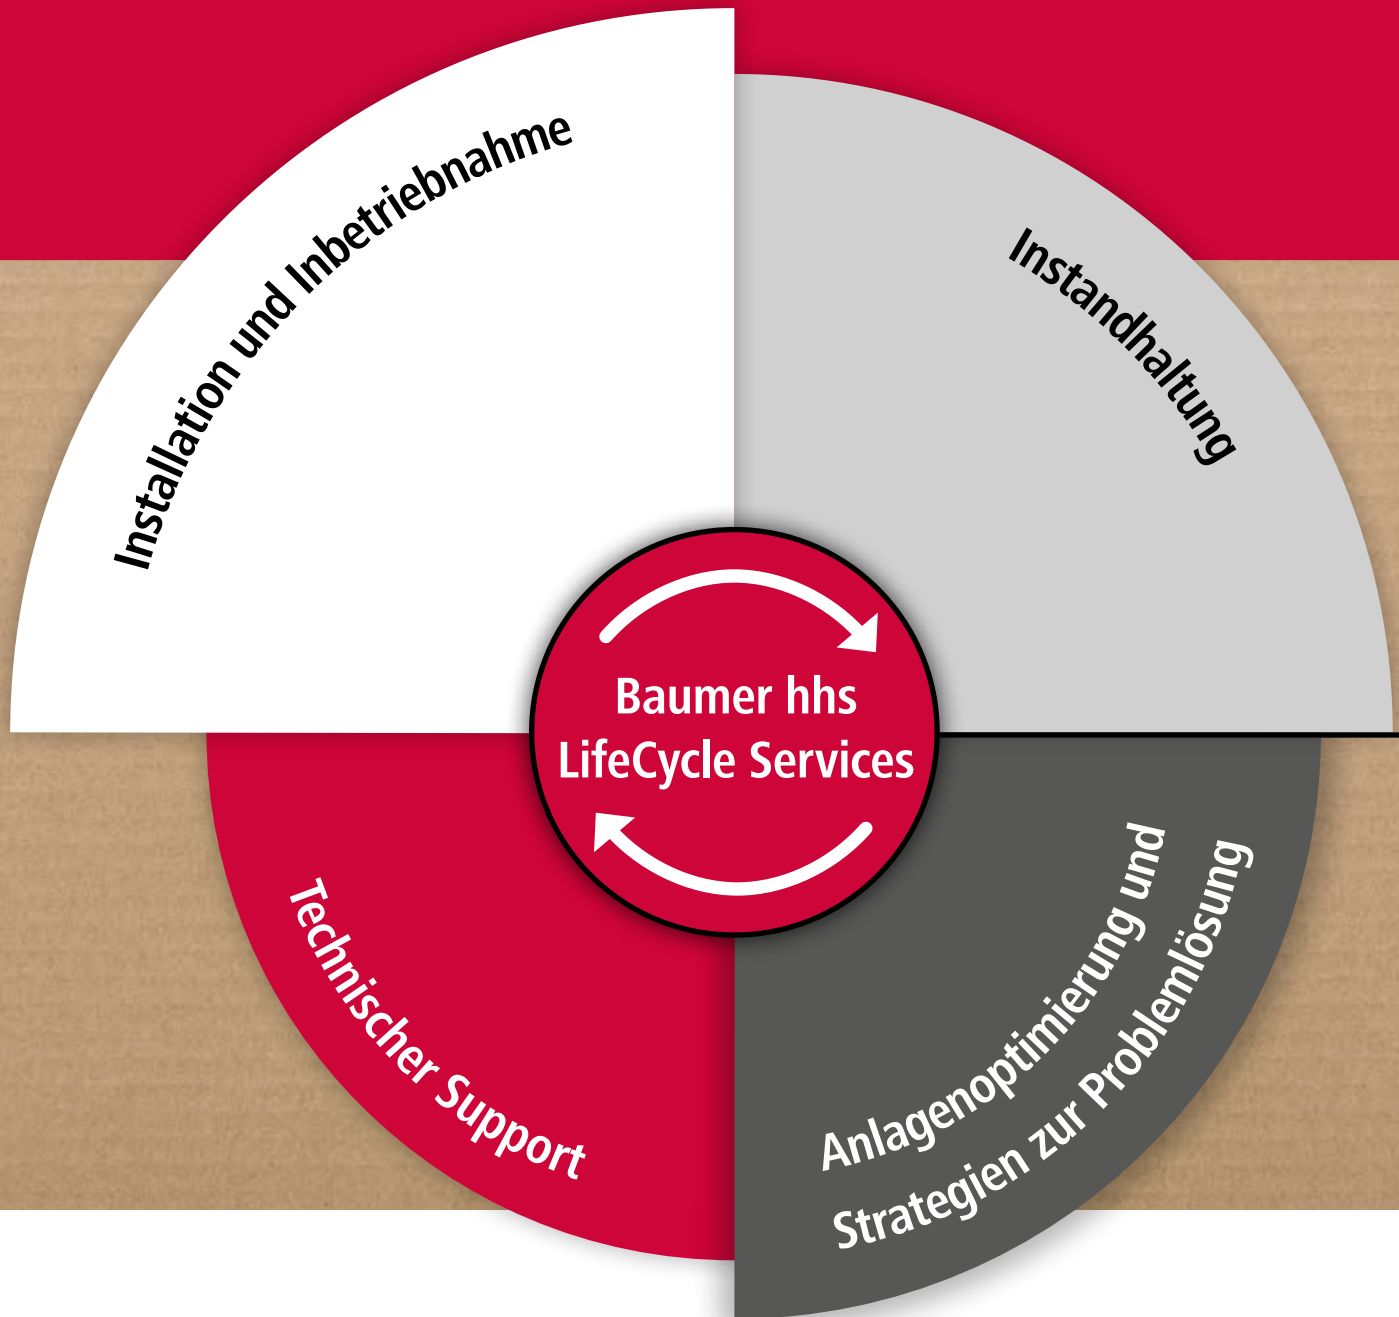 Installation und Inbetriebnahme
Instandhaltung
Baumer hhs
LifeCycle Services
Technischer Support
Anlagenoptimierung und
Strategien zur Problemlösung